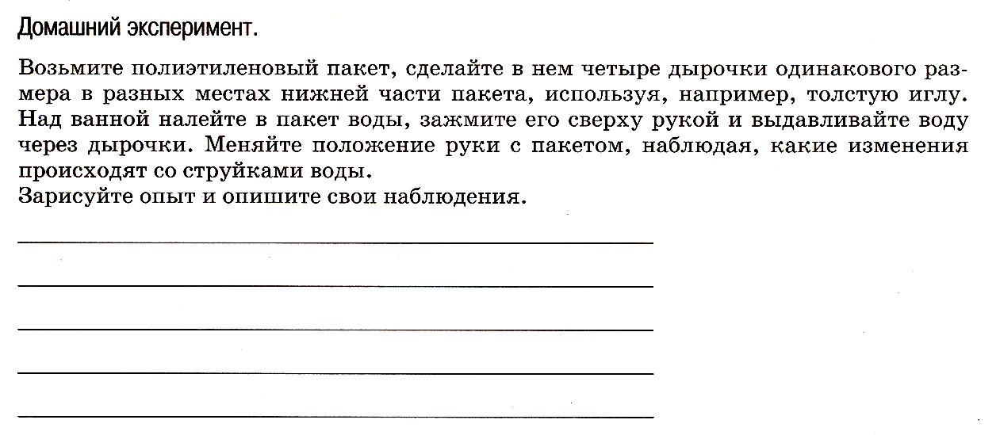 Домашний эксперимент.
Возьмите полиэтиленовый пакет, сделайте в нем четыре дырочки одинакового раз-
мера в разных местах нижней части пакета, используя, например, толстую иглу.
Над ванной налейте в пакет воды, зажмите его сверху рукой и выдавливайте воду
через дырочки. Меняйте положение руки с пакетом, наблюдая, какие изменения
происходят со струйками воды.
Зарисуйте опыт и опишите свои наблюдения.